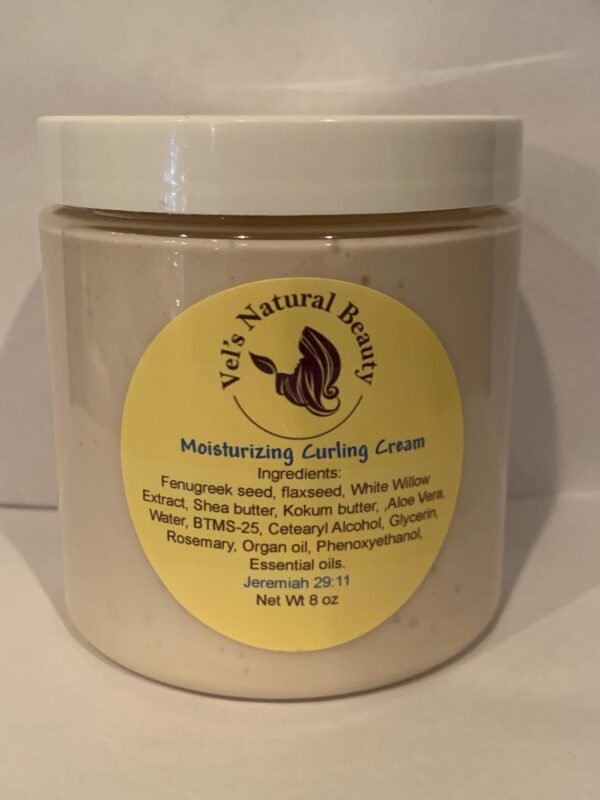 Vel's Natural Beauty
Moisturizing Curling Cream
Ingredients:
Fenugreek seed, flaxseed, White Willow
Extract, Shea butter, Kokum butter, ,Aloe Vera,
Water, BTMS-25, Cetearyl Alcohol, Glycerin,
Rosemary, Organ oil, Phenoxyethanol,
Essential oils.
Jeremiah 29:11
Net Wt 8 oz